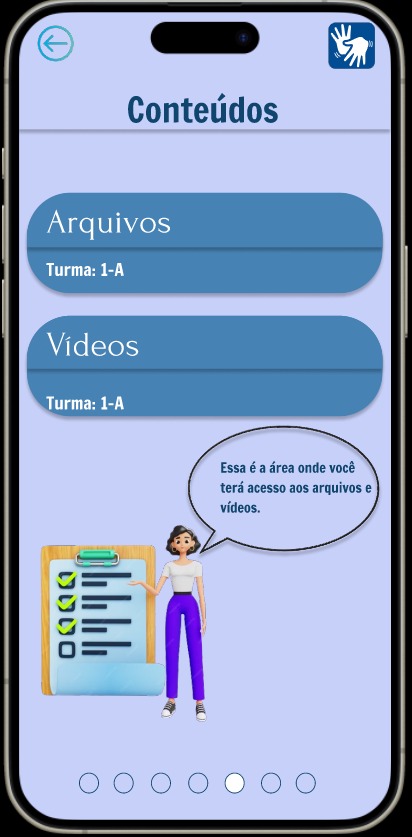 Conteúdos
Arquivos
Turma: 1-A
Vídeos
Turma: 1-A
Essa é a área onde você
terá acesso aos arquivos e
vídeos.